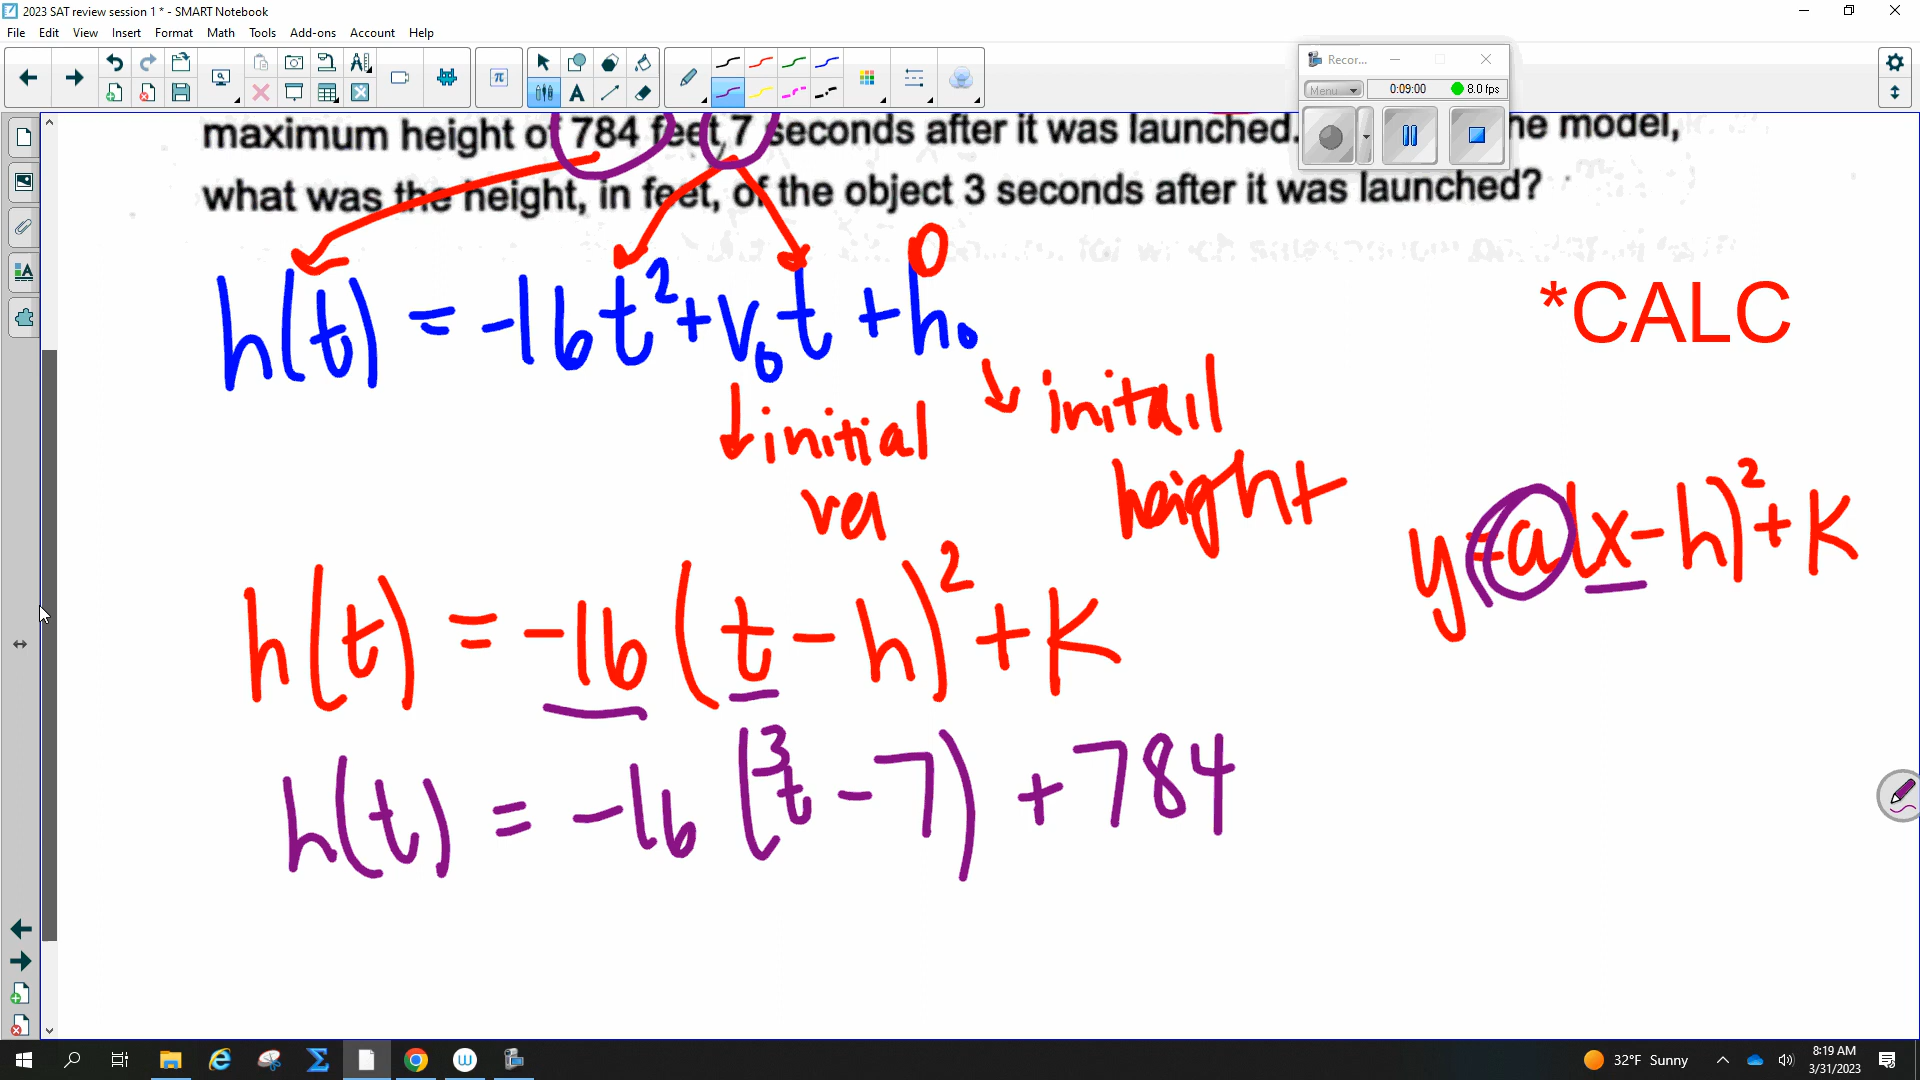 2023 SAT review session 1 * - SMART Notebook
File Edit View Insert Format Math Tools Add-ons Account Help
Recor...
Menu 0:09:00 8.0 fps
maximum height of 784 feet, 7 seconds after it was launched. he model,
what was the height, in feet, of the object 3 seconds after it was launched?
0
h(t) = -16t²+v₀t + h₀
*CALC
↓ initial vel
↓ initail height
y=a(x-h)²+K
h(t) = -16 (t-h)²+K
3
h(t) = -16 (t-7) + 784
32°F Sunny
8:19 AM
3/31/2023